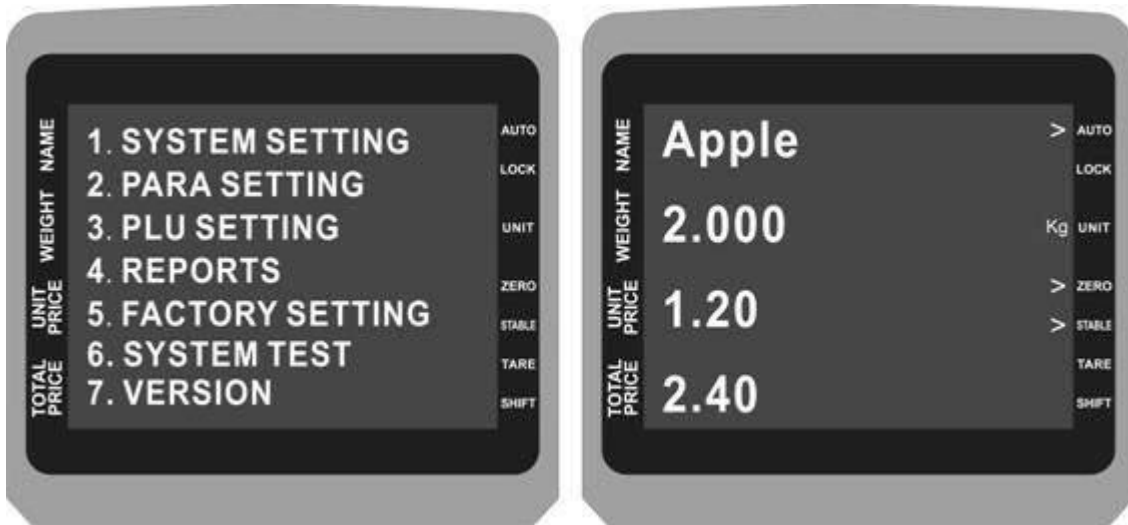 NAME
WEIGHT
UNIT PRICE
TOTAL PRICE
1. SYSTEM SETTING
2. PARA SETTING
3. PLU SETTING
4. REPORTS
5. FACTORY SETTING
6. SYSTEM TEST
7. VERSION
AUTO
LOCK
UNIT
ZERO
STABLE
TARE
SHIFT
NAME
WEIGHT
UNIT PRICE
TOTAL PRICE
Apple
2.000
1.20
2.40
> AUTO
LOCK
Kg UNIT
> ZERO
> STABLE
TARE
SHIFT